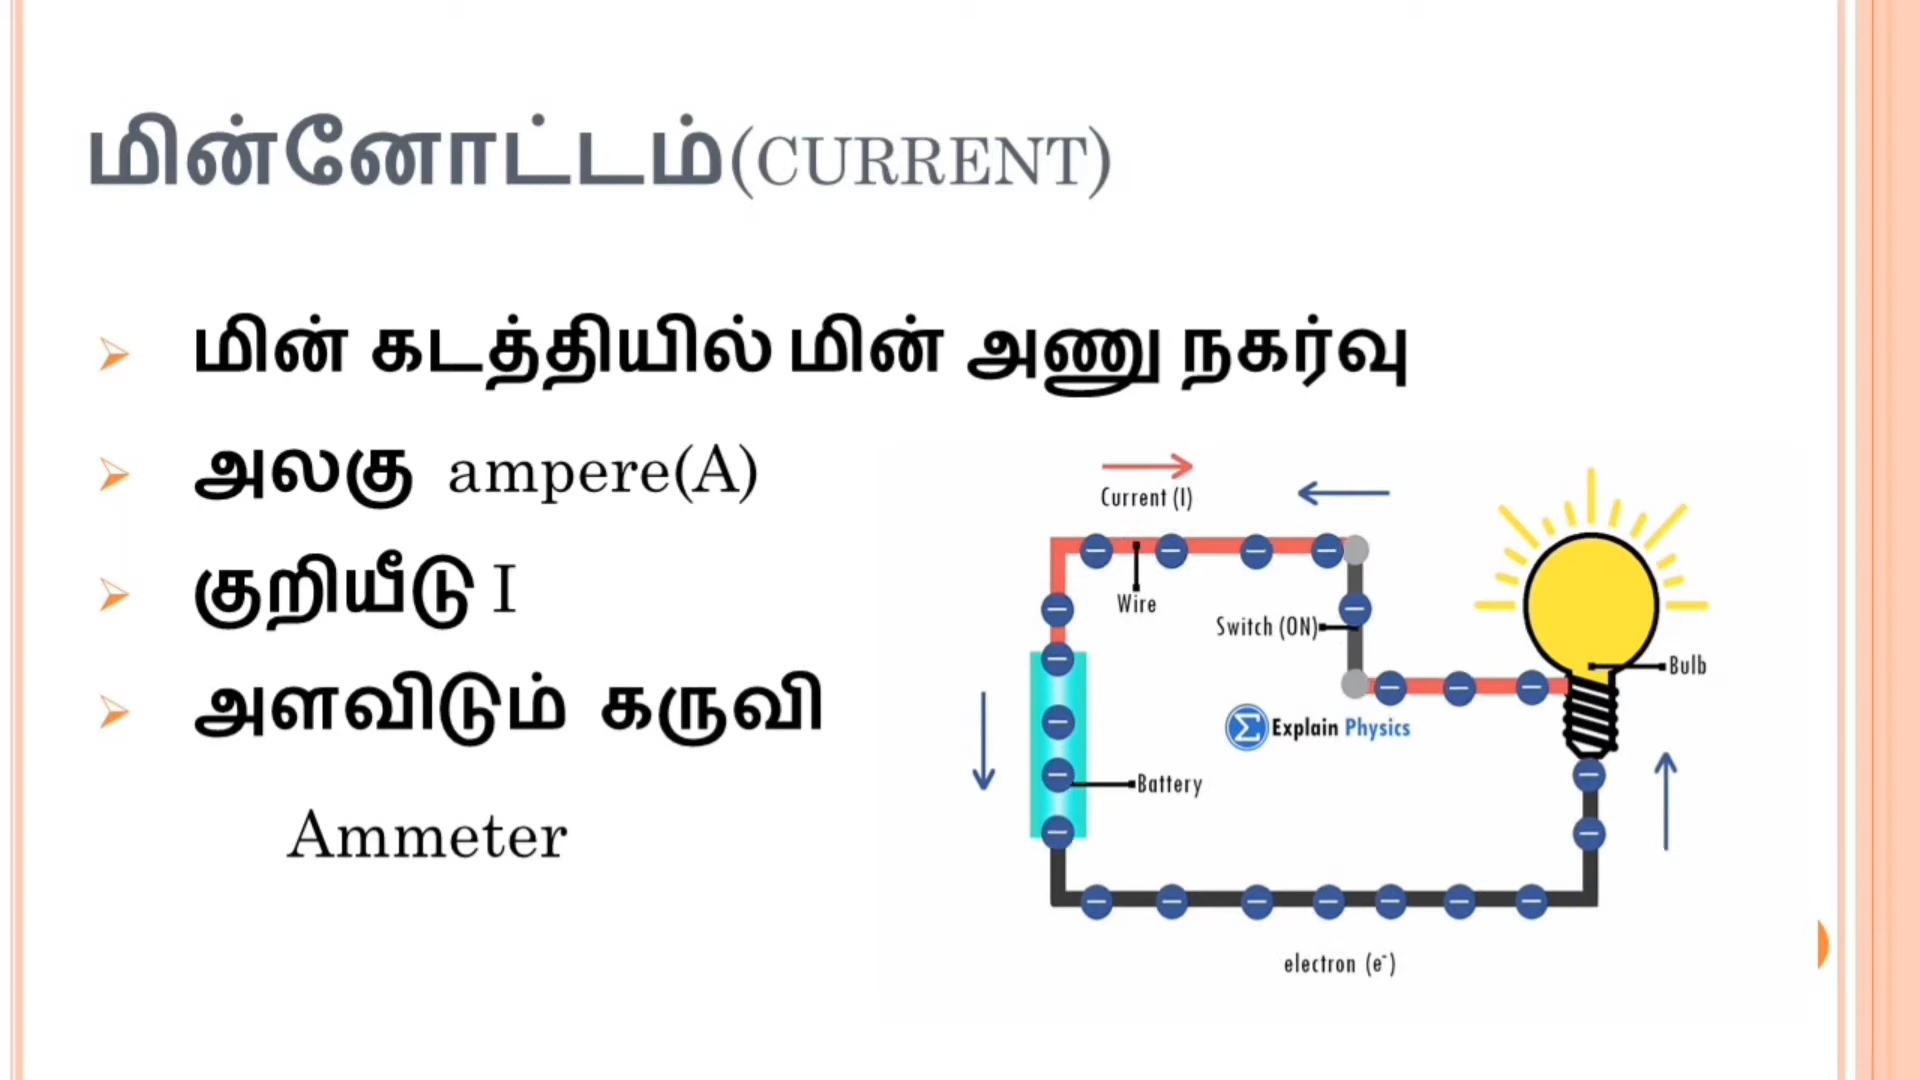 மின்னோட்டம்(CURRENT)
மின் கடத்தியில் மின் அணு நகர்வு
அலகு ampere(A)
குறியீடு I
அளவிடும் கருவி
Ammeter
Current (I)
Wire
Switch (ON)
Bulb
Explain Physics
Battery
electron (e⁻)